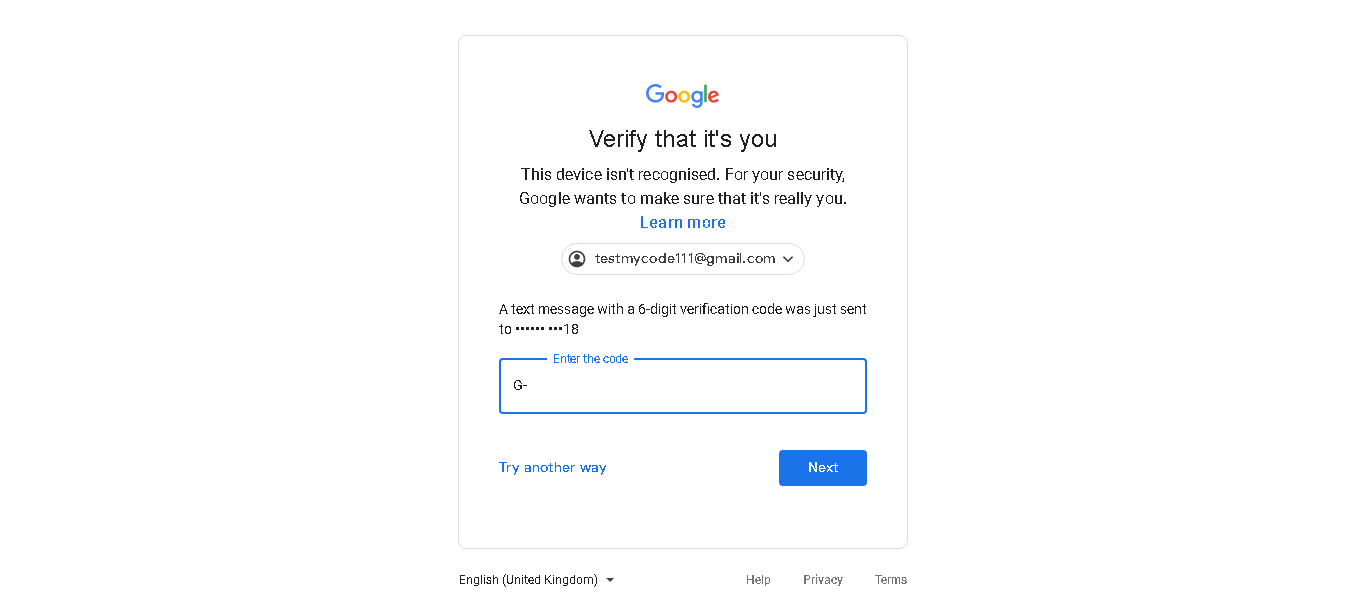 Google
Verify that it's you
This device isn't recognised. For your security,
Google wants to make sure that it's really you.
Learn more
testmycode111@gmail.com
A text message with a 6-digit verification code was just sent
to •••••• •••18
Enter the code
G-
Try another way
Next
English (United Kingdom)
Help
Privacy
Terms